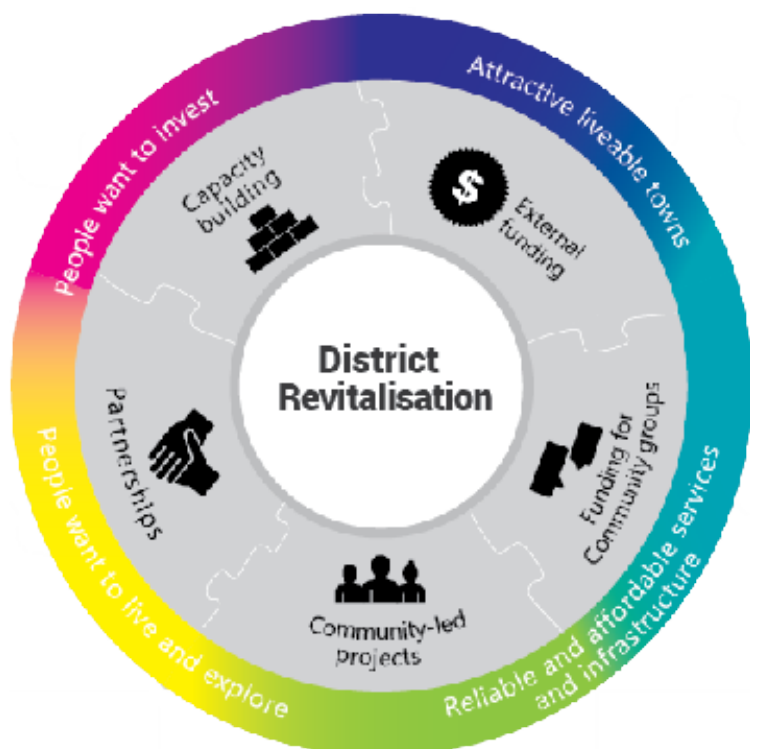 People want to invest
Attractive liveable towns
Capacity
building
$
External
funding
District
Revitalisation
Partnerships
Funding for
Community groups
Community-led
projects
People want to live and explore
Reliable and affordable services
and infrastructure